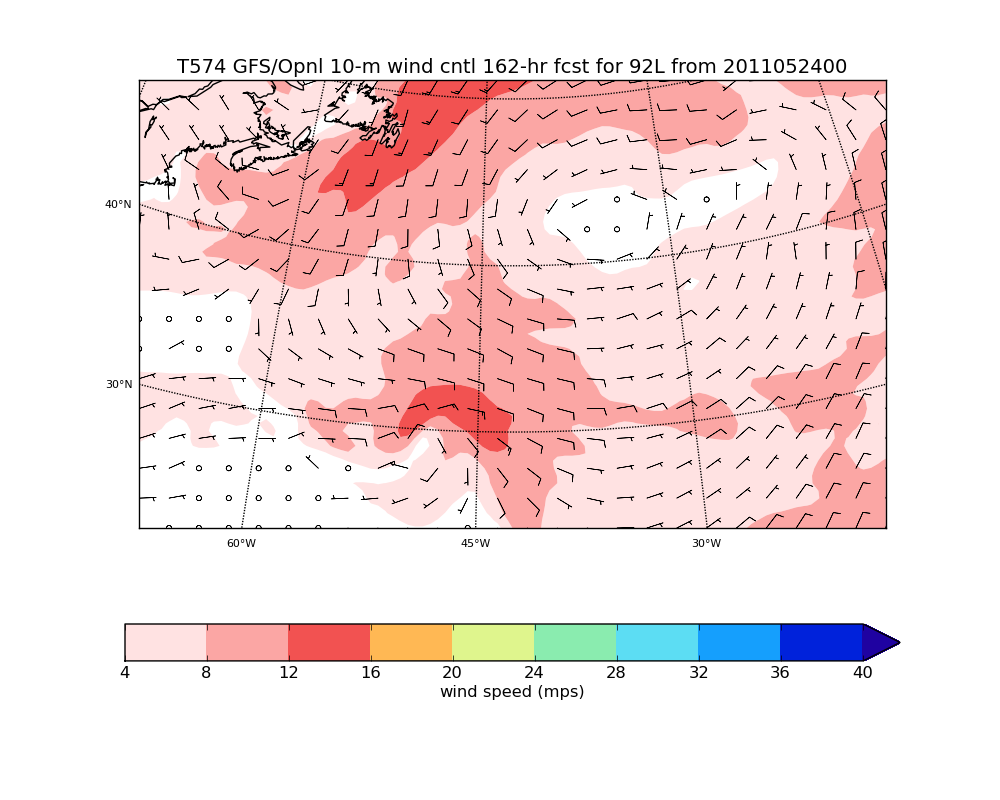 T574 GFS/Opnl 10-m wind cntl 162-hr fcst for 92L from 2011052400
40°N
30°N
60°W 45°W 30°W
4 8 12 16 20 24 28 32 36 40
wind speed (mps)